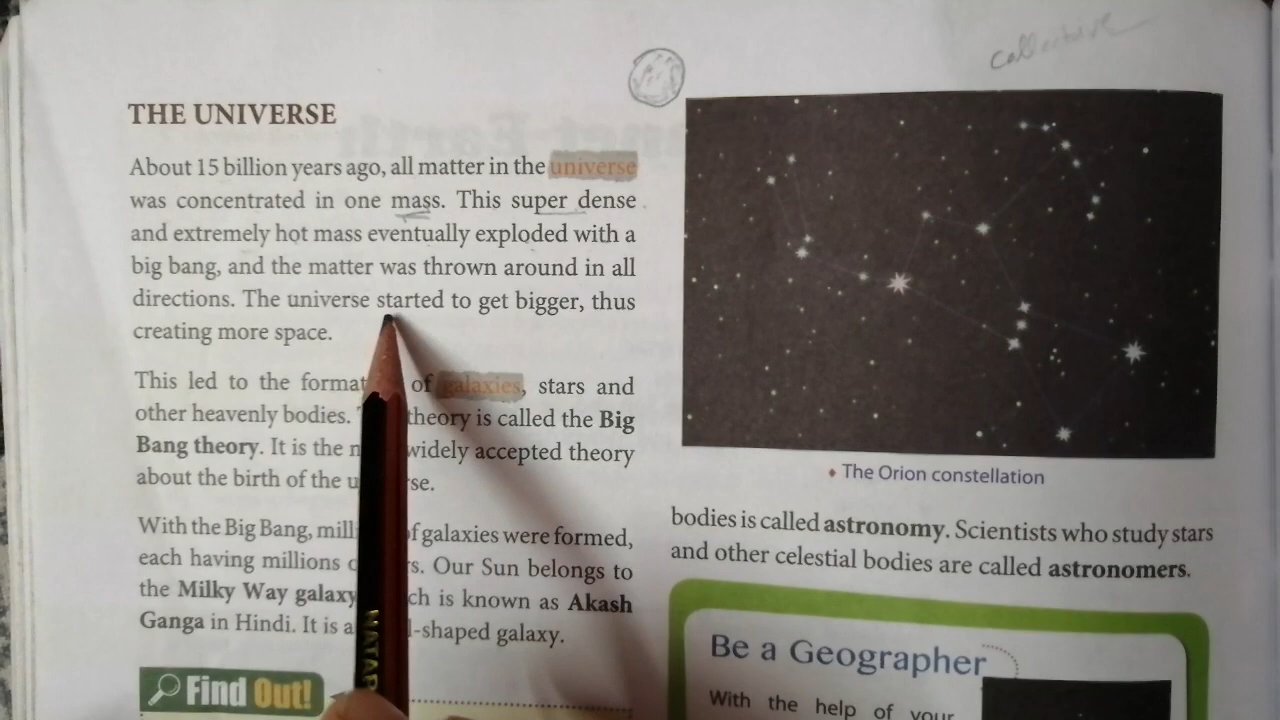 collective
THE UNIVERSE
About 15 billion years ago, all matter in the universe
was concentrated in one mass. This super dense
and extremely hot mass eventually exploded with a
big bang, and the matter was thrown around in all
directions. The universe started to get bigger, thus
creating more space.
This led to the format of galaxies, stars and
other heavenly bodies. theory is called the Big
Bang theory. It is the widely accepted theory
about the birth of the
With the Big Bang, of galaxies were formed,
each having millions Our Sun belongs to
the Milky Way galaxy is known as Akash
Ganga in Hindi. It is a -shaped galaxy.
Find Out!
The Orion constellation
bodies is called astronomy. Scientists who study stars
and other celestial bodies are called astronomers.
Be a Geographer
With the help of your